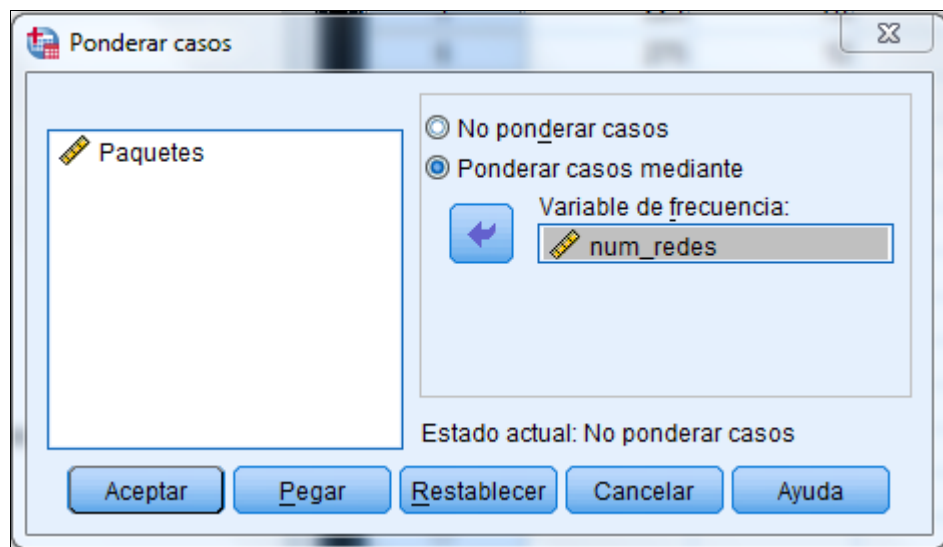 Ponderar casos
Paquetes
No ponderar casos
Ponderar casos mediante
Variable de frecuencia:
num_redes
Estado actual: No ponderar casos
Aceptar
Pegar
Restablecer
Cancelar
Ayuda